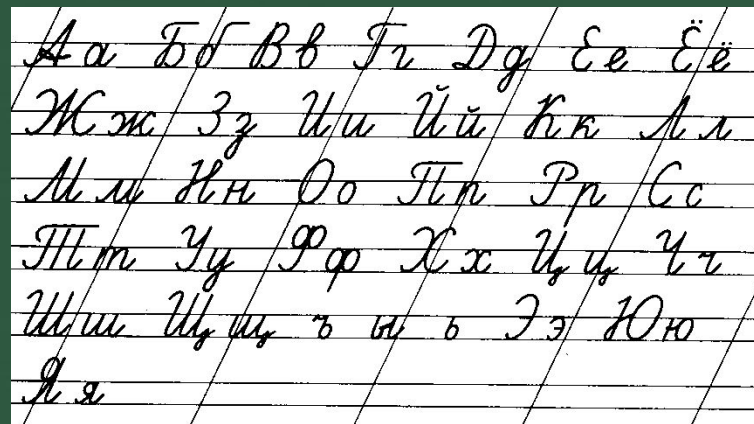 Аа Бб Вв Гг Дд Ее Ёё
Жж Зз Ии Йй Кк Лл
Мм Нн Оо Пп Рр Сс
Тт Уу Фф Хх Цц Чч
Шш Щщ ъ ы ь Ээ Юю
Яя